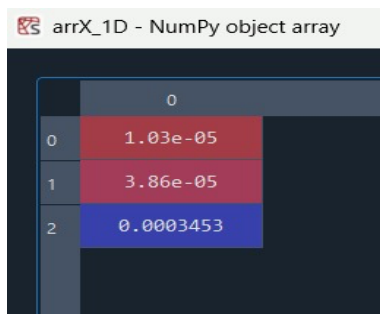 arrX_1D - NumPy object array
0
0 1.03e-05
1 3.86e-05
2 0.0003453